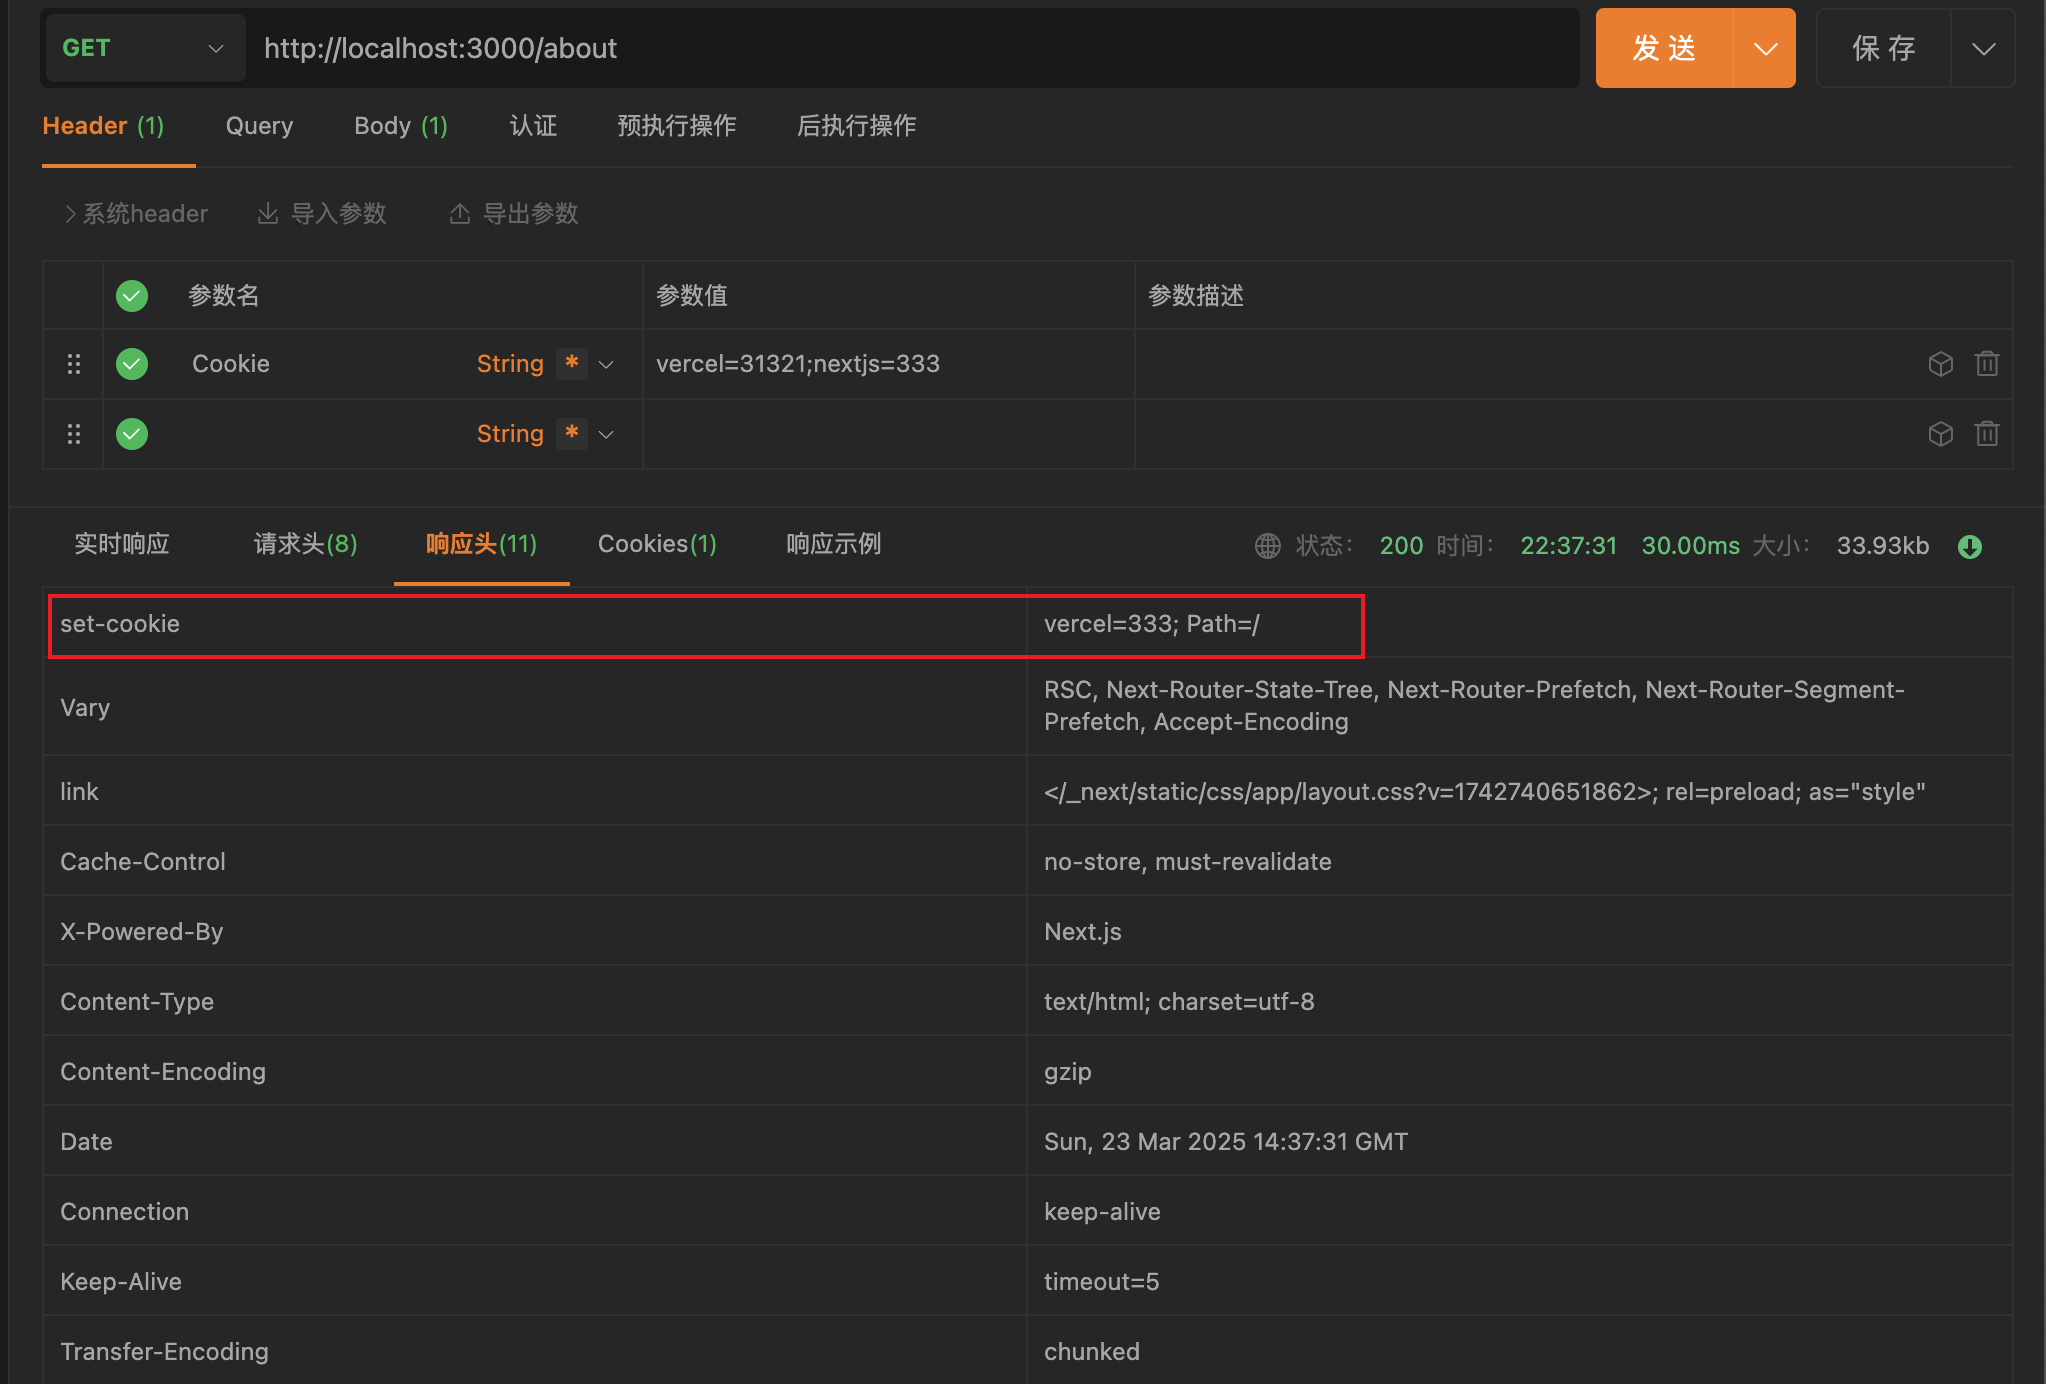 GET http://localhost:3000/about 发 送 保 存
Header (1) Query Body (1) 认证 预执行操作 后执行操作
系统header 导入参数 导出参数
参数名 参数值 参数描述
Cookie String * vercel=31321;nextjs=333
String *
实时响应 请求头(8) 响应头(11) Cookies(1) 响应示例 状态： 200 时间： 22:37:31 30.00ms 大小： 33.93kb
set-cookie vercel=333; Path=/
Vary RSC, Next-Router-State-Tree, Next-Router-Prefetch, Next-Router-Segment-
Prefetch, Accept-Encoding
link </_next/static/css/app/layout.css?v=1742740651862>; rel=preload; as="style"
Cache-Control no-store, must-revalidate
X-Powered-By Next.js
Content-Type text/html; charset=utf-8
Content-Encoding gzip
Date Sun, 23 Mar 2025 14:37:31 GMT
Connection keep-alive
Keep-Alive timeout=5
Transfer-Encoding chunked